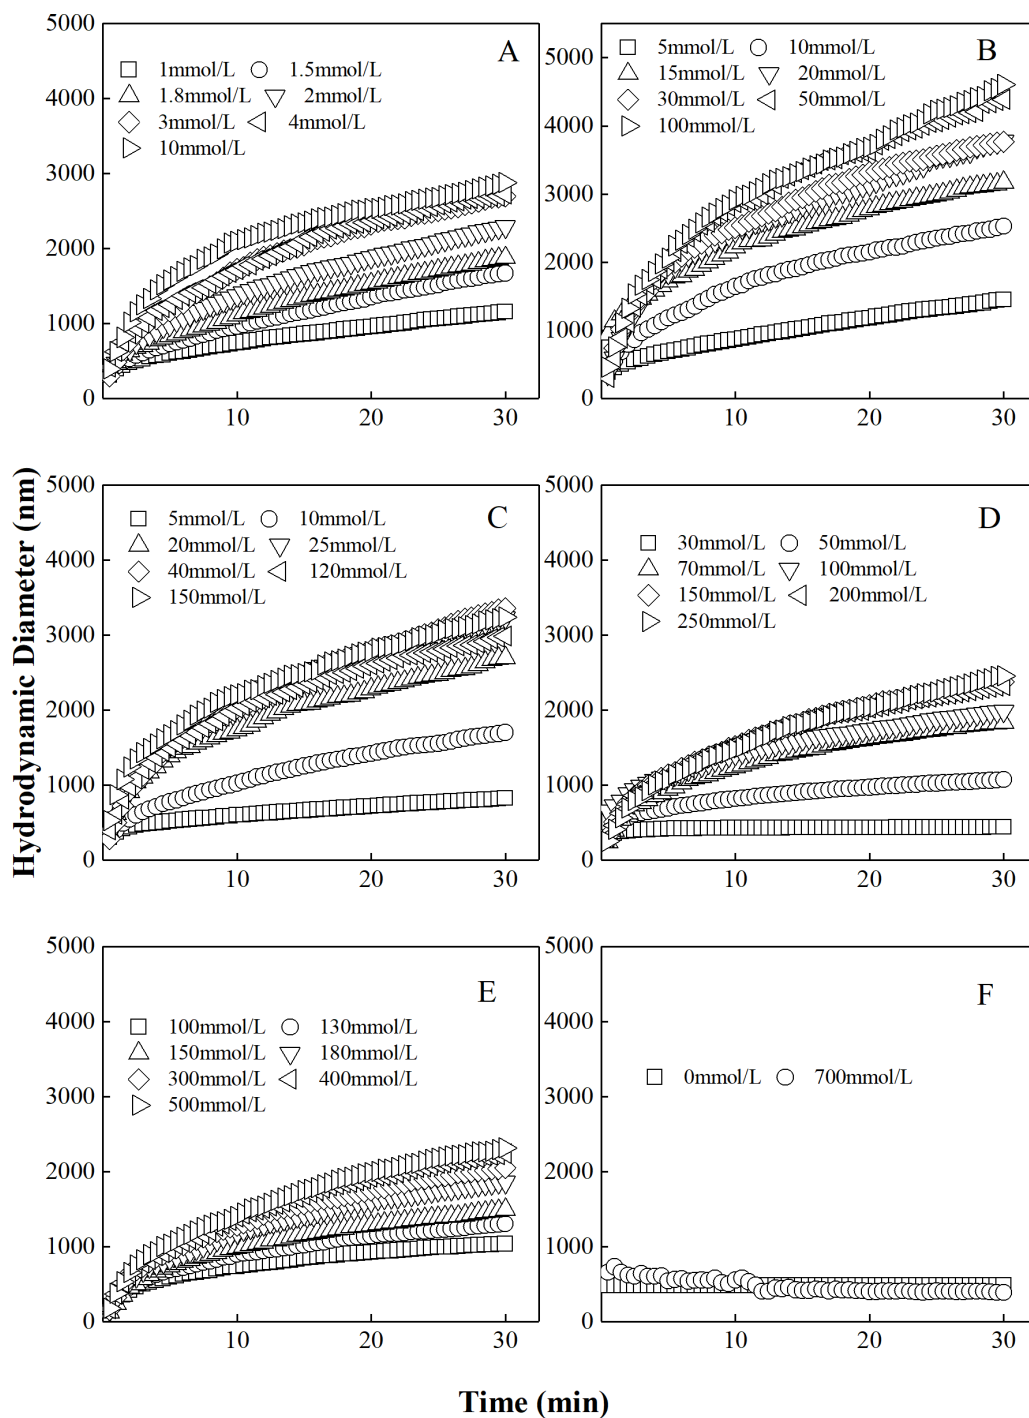 5000
4000
3000
2000
1000
0
10
20
30
A
1mmol/L 1.5mmol/L
1.8mmol/L 2mmol/L
3mmol/L 4mmol/L
10mmol/L
5000
4000
3000
2000
1000
0
10
20
30
B
5mmol/L 10mmol/L
15mmol/L 20mmol/L
30mmol/L 50mmol/L
100mmol/L
Hydrodynamic Diameter (nm)
5000
4000
3000
2000
1000
0
10
20
30
C
5mmol/L 10mmol/L
20mmol/L 25mmol/L
40mmol/L 120mmol/L
150mmol/L
5000
4000
3000
2000
1000
0
10
20
30
D
30mmol/L 50mmol/L
70mmol/L 100mmol/L
150mmol/L 200mmol/L
250mmol/L
5000
4000
3000
2000
1000
0
10
20
30
E
100mmol/L 130mmol/L
150mmol/L 180mmol/L
300mmol/L 400mmol/L
500mmol/L
5000
4000
3000
2000
1000
0
10
20
30
F
0mmol/L 700mmol/L
Time (min)